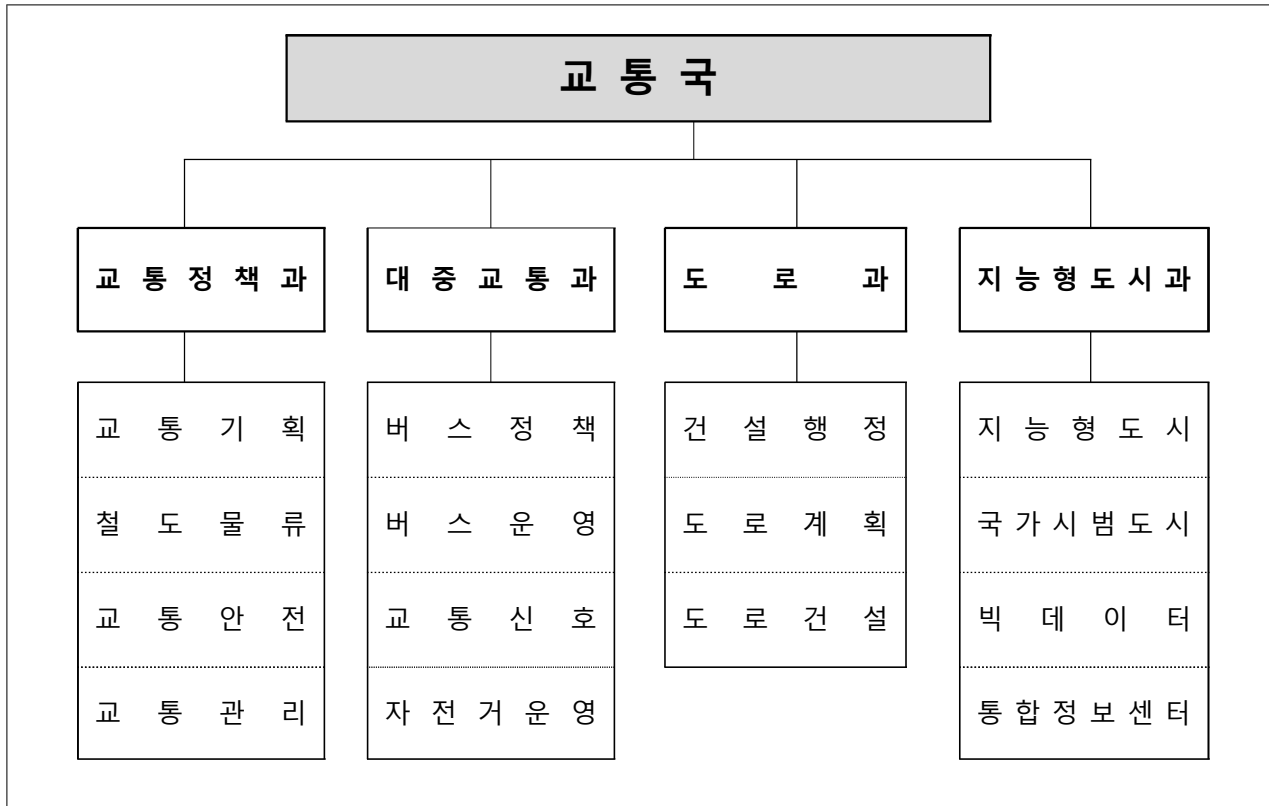 교통국
교통정책과 대중교통과 도로과 지능형도시과
교통기획 버스정책 건설행정 지능형도시
철도물류 버스운영 도로계획 국가시범도시
교통안전 교통신호 도로건설 빅데이터
교통관리 자전거운영 통합정보센터